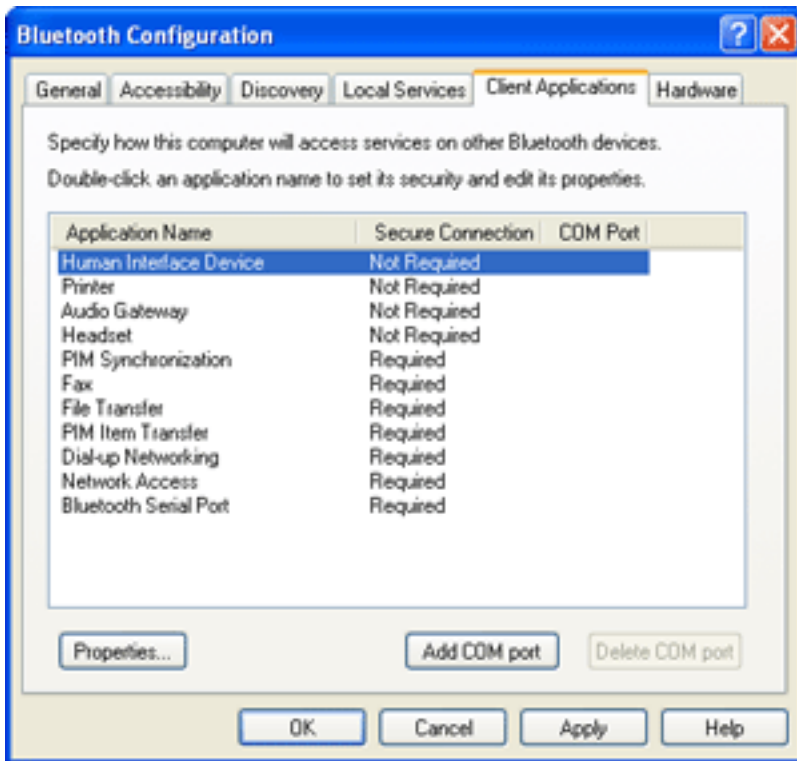 Bluetooth Configuration
General Accessibility Discovery Local Services Client Applications Hardware
Specify how this computer will access services on other Bluetooth devices.
Double-click an application name to set its security and edit its properties.
Application Name Secure Connection COM Port
Human Interface Device Not Required
Printer Not Required
Audio Gateway Not Required
Headset Not Required
PIM Synchronization Required
Fax Required
File Transfer Required
PIM Item Transfer Required
Dial-up Networking Required
Network Access Required
Bluetooth Serial Port Required
Properties... Add COM port Delete COM port
OK Cancel Apply Help